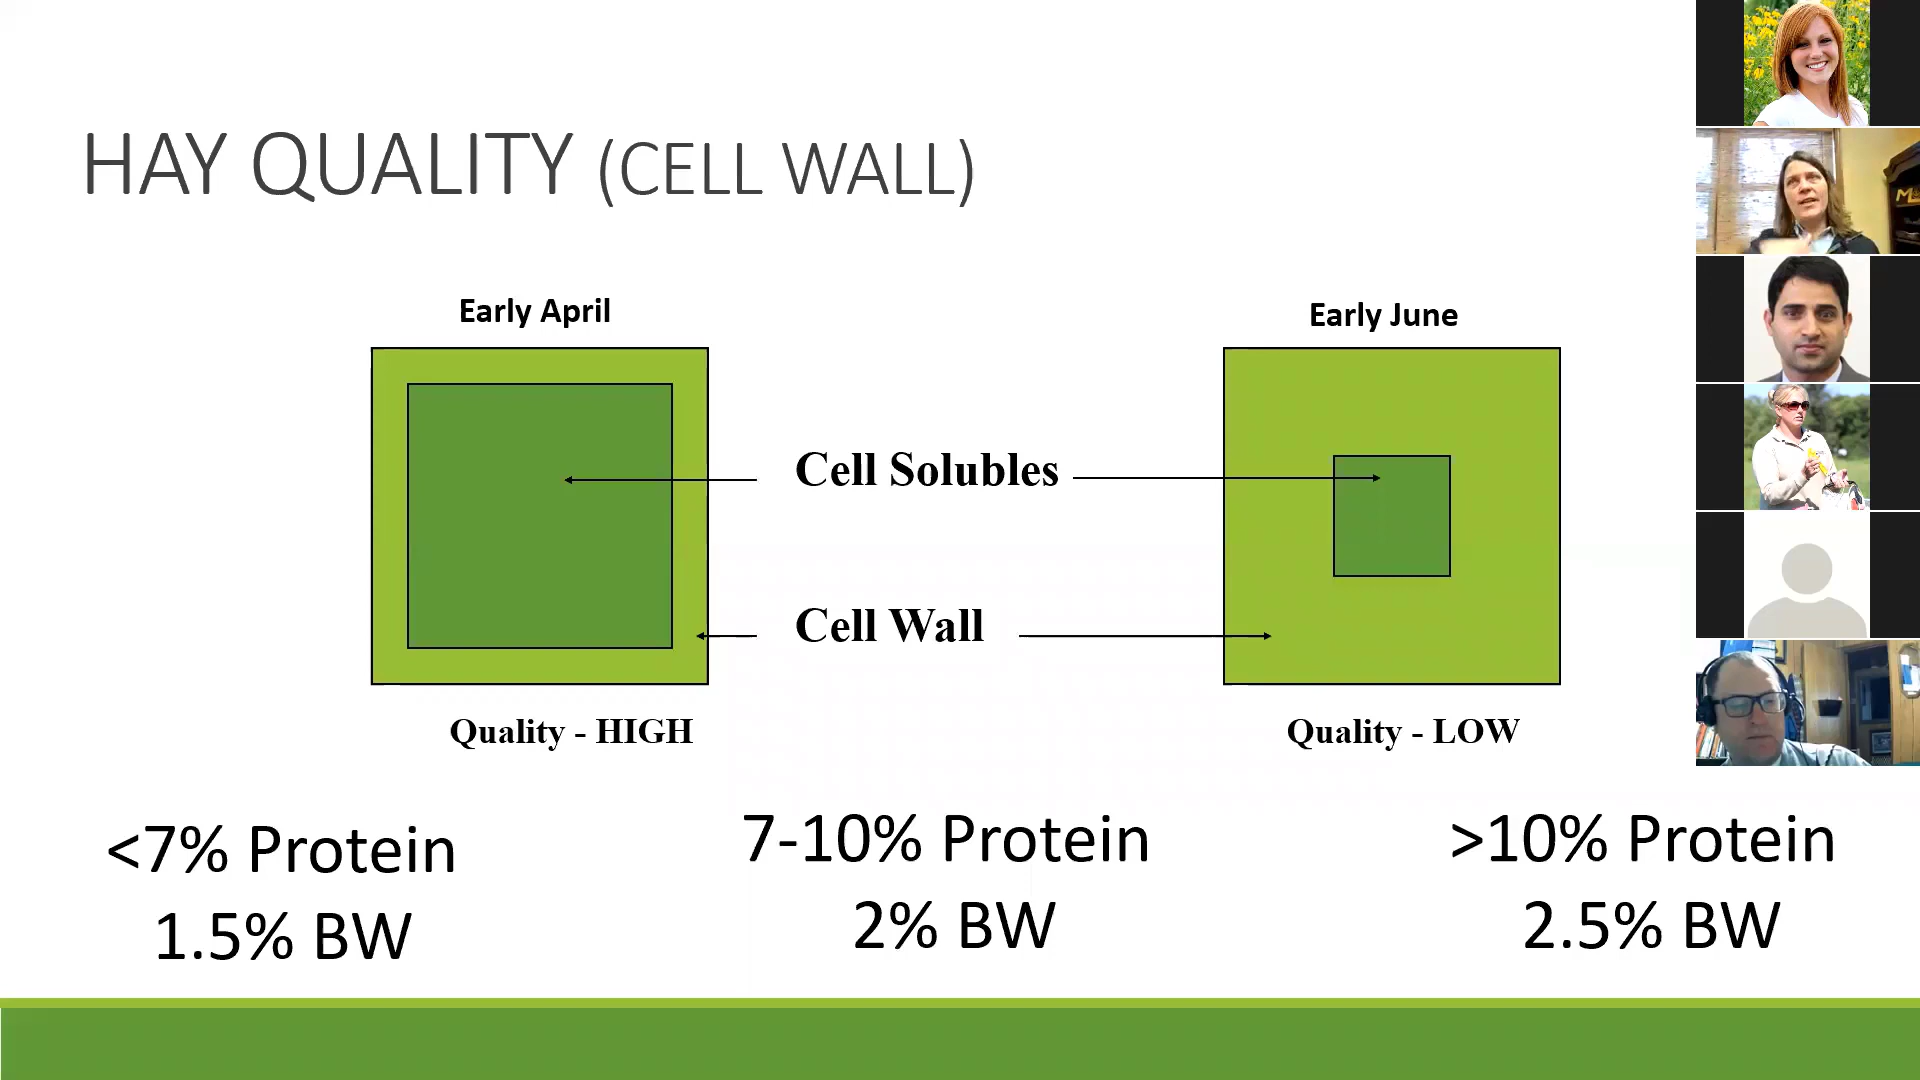 HAY QUALITY (CELL WALL)
Early April
Early June
Cell Solubles
Cell Wall
Quality - HIGH
Quality - LOW
<7% Protein
1.5% BW
7-10% Protein
2% BW
>10% Protein
2.5% BW